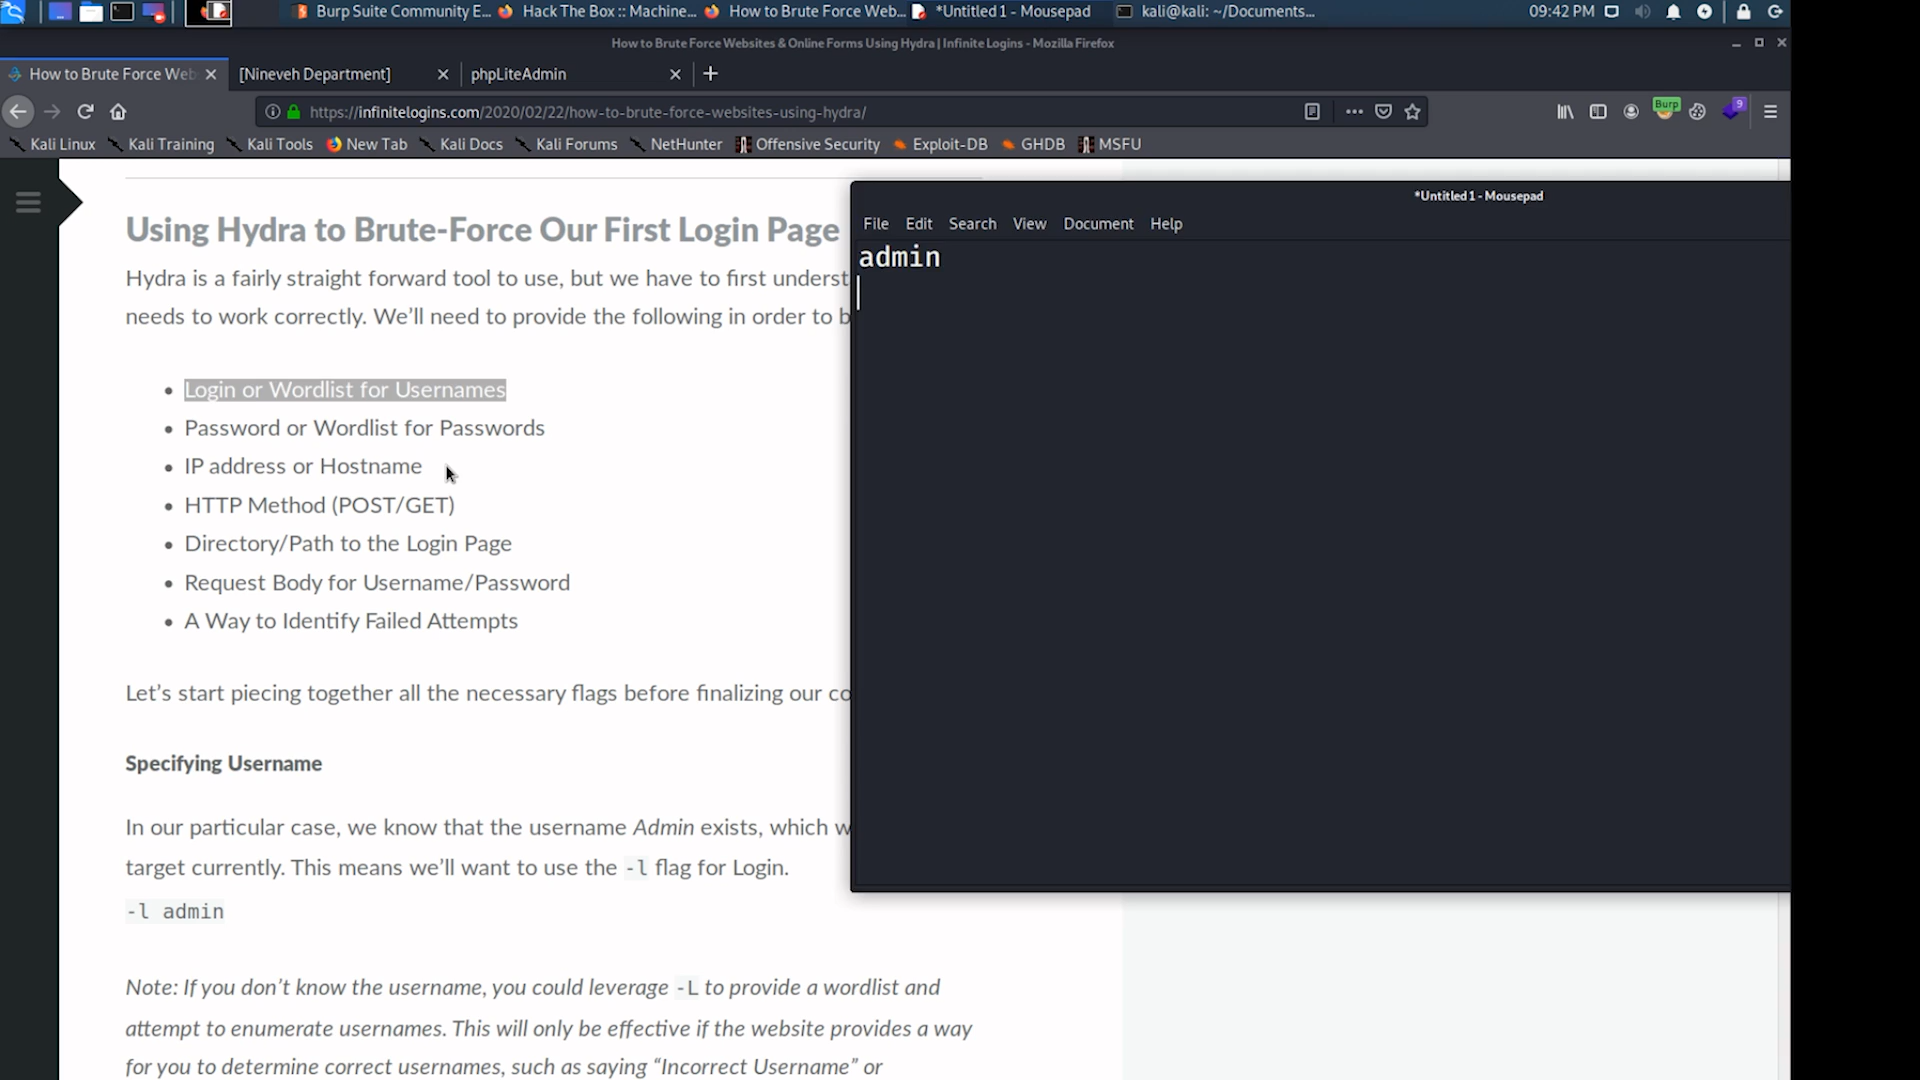 Burp Suite Community E...
Hack The Box :: Machine...
How to Brute Force Web...
*Untitled 1 - Mousepad
kali@kali: ~/Documents...
09:42 PM
How to Brute Force Websites & Online Forms Using Hydra | Infinite Logins - Mozilla Firefox
How to Brute Force Web
[Nineveh Department]
phpLiteAdmin
https://infinitelogins.com/2020/02/22/how-to-brute-force-websites-using-hydra/
Burp
9
Kali Linux
Kali Training
Kali Tools
New Tab
Kali Docs
Kali Forums
NetHunter
Offensive Security
Exploit-DB
GHDB
MSFU
Using Hydra to Brute-Force Our First Login Page
Hydra is a fairly straight forward tool to use, but we have to first underst
needs to work correctly. We'll need to provide the following in order to b
• Login or Wordlist for Usernames
• Password or Wordlist for Passwords
• IP address or Hostname
• HTTP Method (POST/GET)
• Directory/Path to the Login Page
• Request Body for Username/Password
• A Way to Identify Failed Attempts
Let's start piecing together all the necessary flags before finalizing our co
Specifying Username
In our particular case, we know that the username Admin exists, which w
target currently. This means we'll want to use the -l flag for Login.
-l admin
Note: If you don't know the username, you could leverage -L to provide a wordlist and
attempt to enumerate usernames. This will only be effective if the website provides a way
for you to determine correct usernames, such as saying "Incorrect Username" or
*Untitled 1 - Mousepad
File Edit Search View Document Help
admin